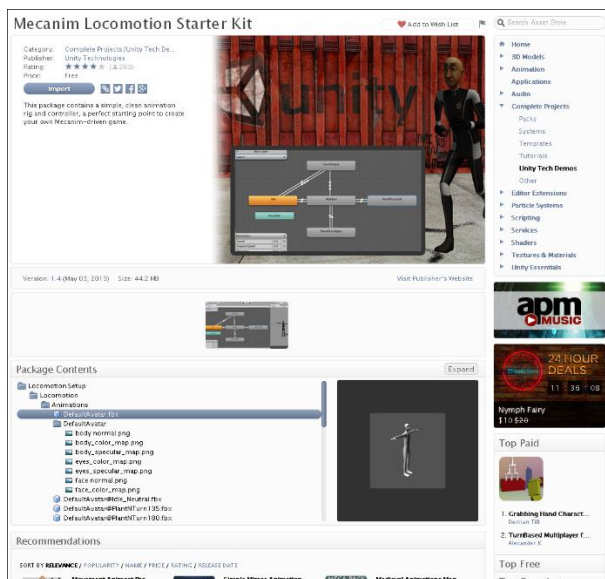 Mecanim Locomotion Starter Kit
Add to Wish List
Category: Complete Projects/Unity Tech De...
Publisher: Unity Technologies
Rating:
Price: Free
Import
This package contains a simple, clean animation
rig and controller, a perfect starting point to create
your own Mecanim-driven game.
unity
Version: 1.4 (May 03, 2013) Size: 44.2 MB
Visit Publisher's Website
Package Contents
Expand
Locomotion Setup
Locomotion
Animations
DefaultAvatar.fbx
DefaultAvatar
body normal.png
body_color_map.png
body_specular_map.png
eyes_color_map.png
eyes_specular_map.png
face normal.png
face_color_map.png
DefaultAvatar@Idle_Neutral.fbx
DefaultAvatar@PlantNTurn135.fbx
DefaultAvatar@PlantNTurn180.fbx
Recommendations
SORT BY RELEVANCE / POPULARITY / NAME / PRICE / RATING / RELEASE DATE
Search Asset Store
Home
3D Models
Animation
Applications
Audio
Complete Projects
Packs
Systems
Templates
Tutorials
Unity Tech Demos
Other
Editor Extensions
Particle Systems
Scripting
Services
Shaders
Textures & Materials
Unity Essentials
apm
MUSIC
24 HOUR
DEALS
11 : 36 : 08
Nymph Fairy
$10 $20
Top Paid
1. Grabbing Hand Charact...
Demian Till
2. TurnBased Multiplayer f...
Alexander K
Top Free